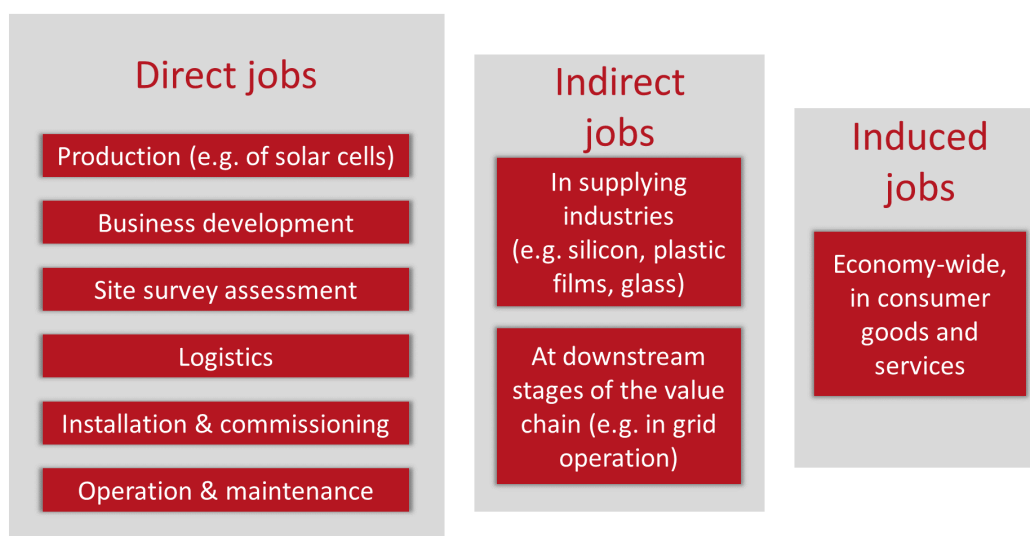 Direct jobs
Production (e.g. of solar cells)
Business development
Site survey assessment
Logistics
Installation & commissioning
Operation & maintenance
Indirect
jobs
In supplying
industries
(e.g. silicon, plastic
films, glass)
At downstream
stages of the value
chain (e.g. in grid
operation)
Induced
jobs
Economy-wide,
in consumer
goods and
services